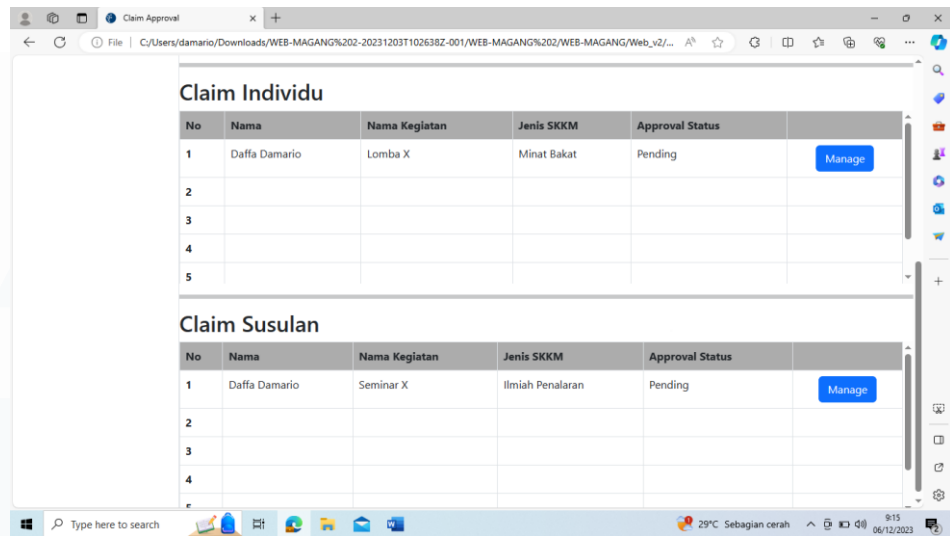 Claim Approval
File C:/Users/damario/Downloads/WEB-MAGANG%202-20231203T102638Z-001/WEB-MAGANG%202/WEB-MAGANG/Web_v2/...
Claim Individu
No Nama Nama Kegiatan Jenis SKKM Approval Status
1 Daffa Damario Lomba X Minat Bakat Pending Manage
2
3
4
5
Claim Susulan
No Nama Nama Kegiatan Jenis SKKM Approval Status
1 Daffa Damario Seminar X Ilmiah Penalaran Pending Manage
2
3
4
Type here to search 29°C Sebagian cerah 9:15
06/12/2023